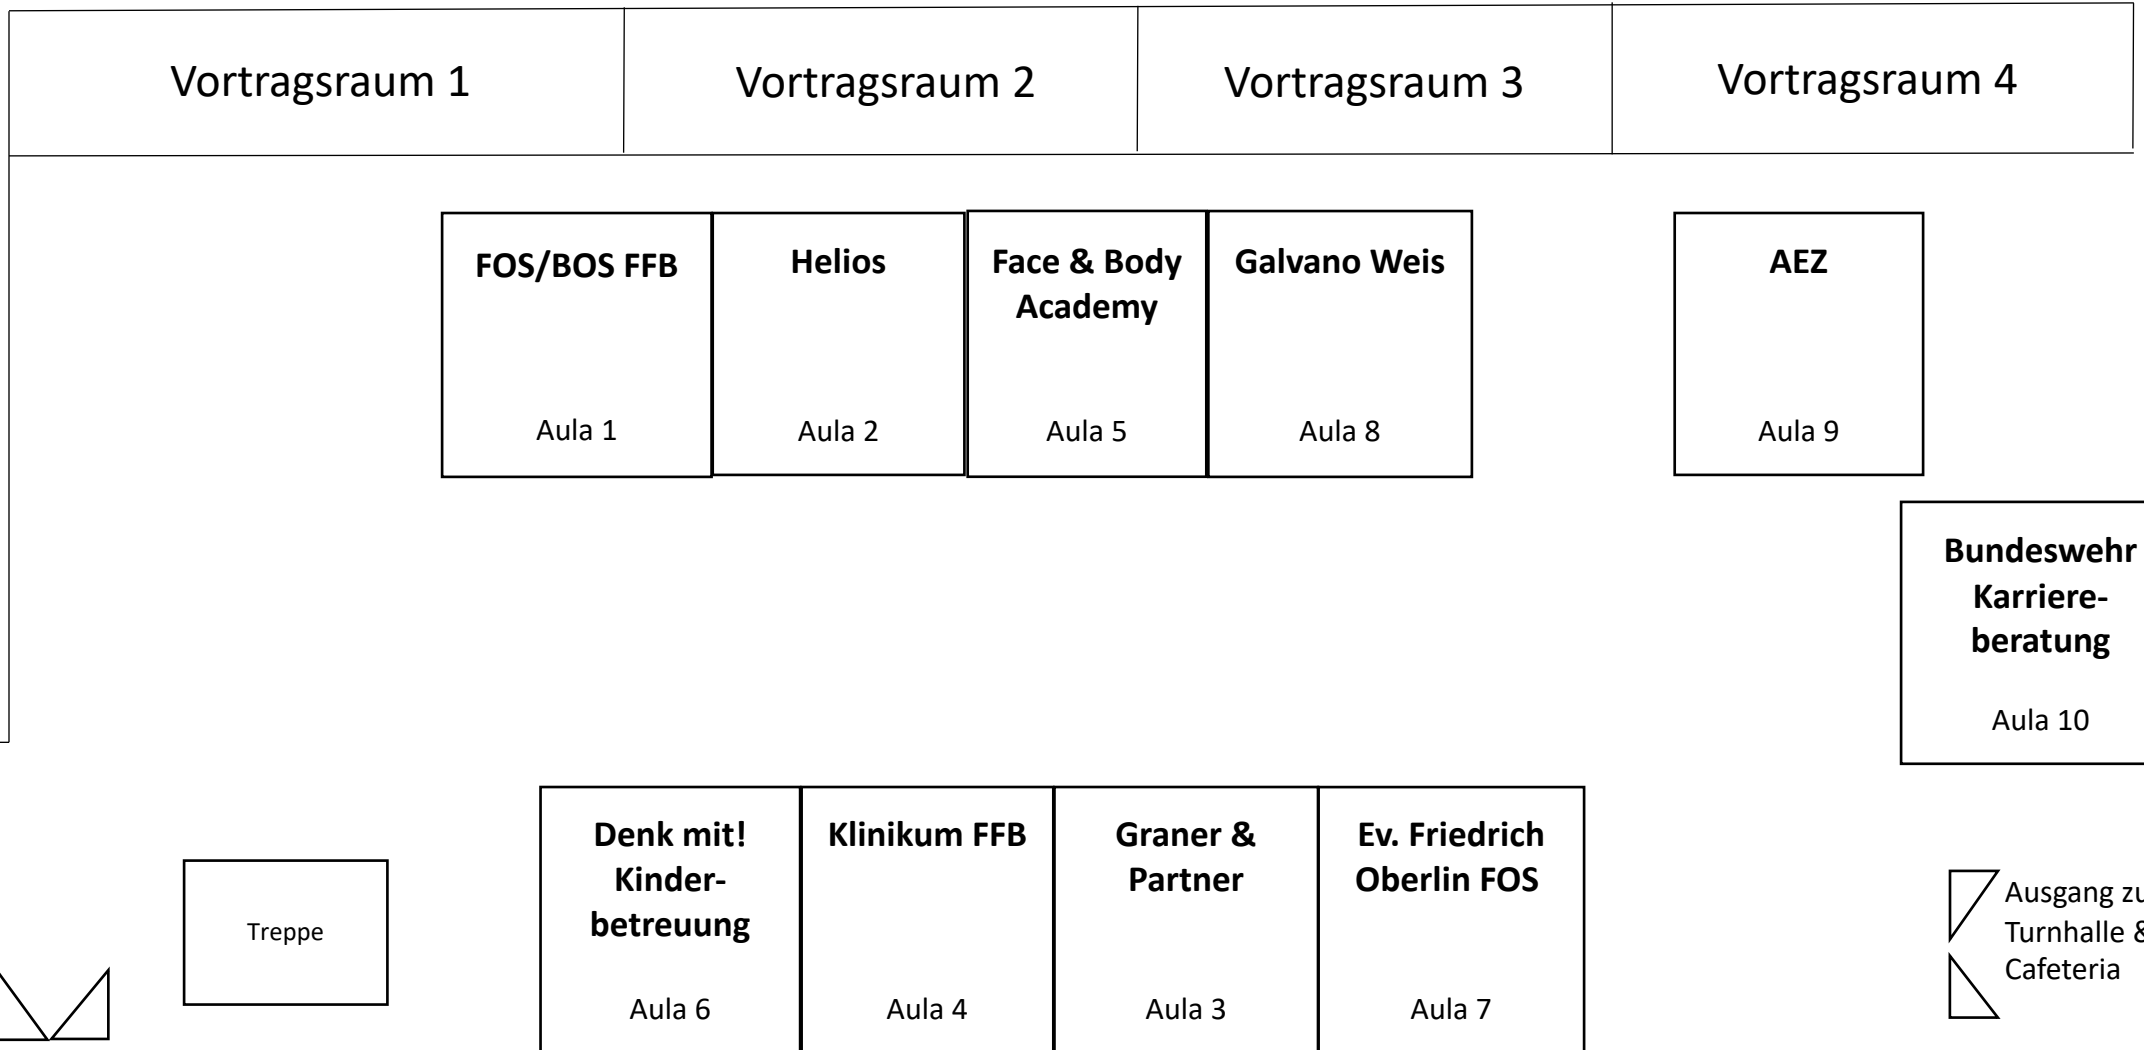 Vortragsraum 1
Vortragsraum 2
Vortragsraum 3
Vortragsraum 4
FOS/BOS FFB
Aula 1
Helios
Aula 2
Face & Body
Academy
Aula 5
Galvano Weis
Aula 8
AEZ
Aula 9
Bundeswehr
Karriere-
beratung
Aula 10
Treppe
Denk mit!
Kinder-
betreuung
Aula 6
Klinikum FFB
Aula 4
Graner &
Partner
Aula 3
Ev. Friedrich
Oberlin FOS
Aula 7
Ausgang zu
Turnhalle &
Cafeteria